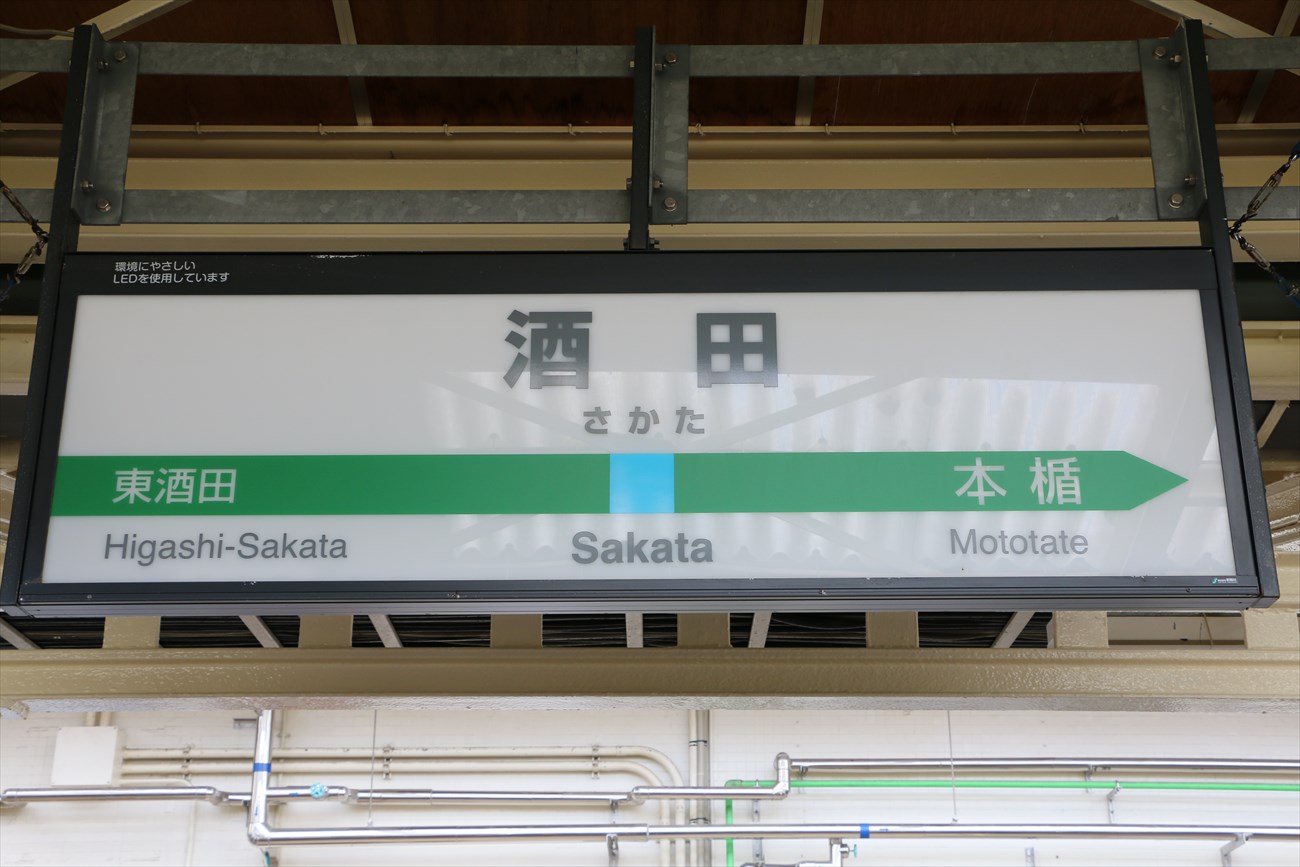 環境にやさしい
LEDを使用しています
酒田
さかた
東酒田
本楯
Higashi-Sakata
Sakata
Mototate